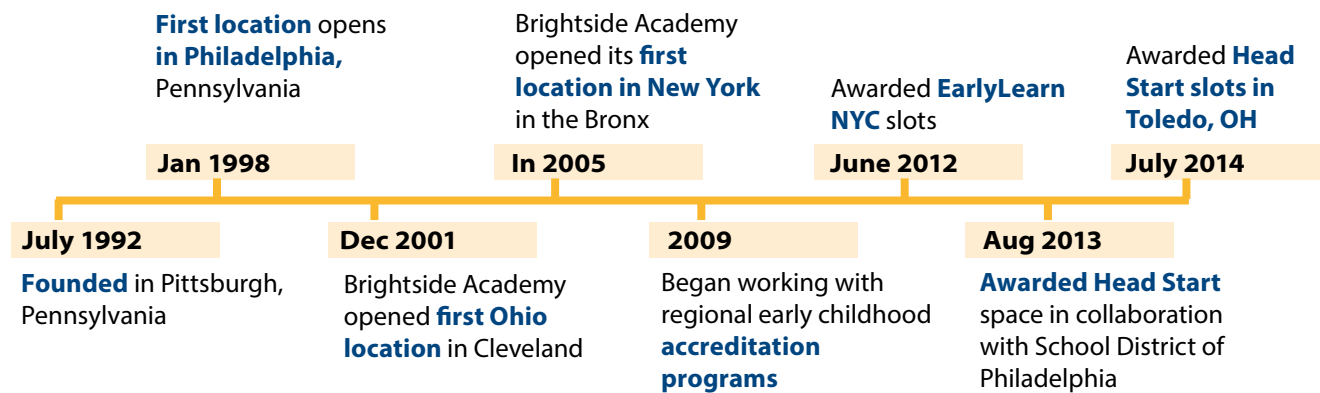 First location opens
in Philadelphia,
Pennsylvania
Jan 1998
Brightside Academy
opened its first
location in New York
in the Bronx
In 2005
Awarded EarlyLearn
NYC slots
June 2012
Awarded Head
Start slots in
Toledo, OH
July 2014
July 1992
Founded in Pittsburgh,
Pennsylvania
Dec 2001
Brightside Academy
opened first Ohio
location in Cleveland
2009
Began working with
regional early childhood
accreditation
programs
Aug 2013
Awarded Head Start
space in collaboration
with School District of
Philadelphia